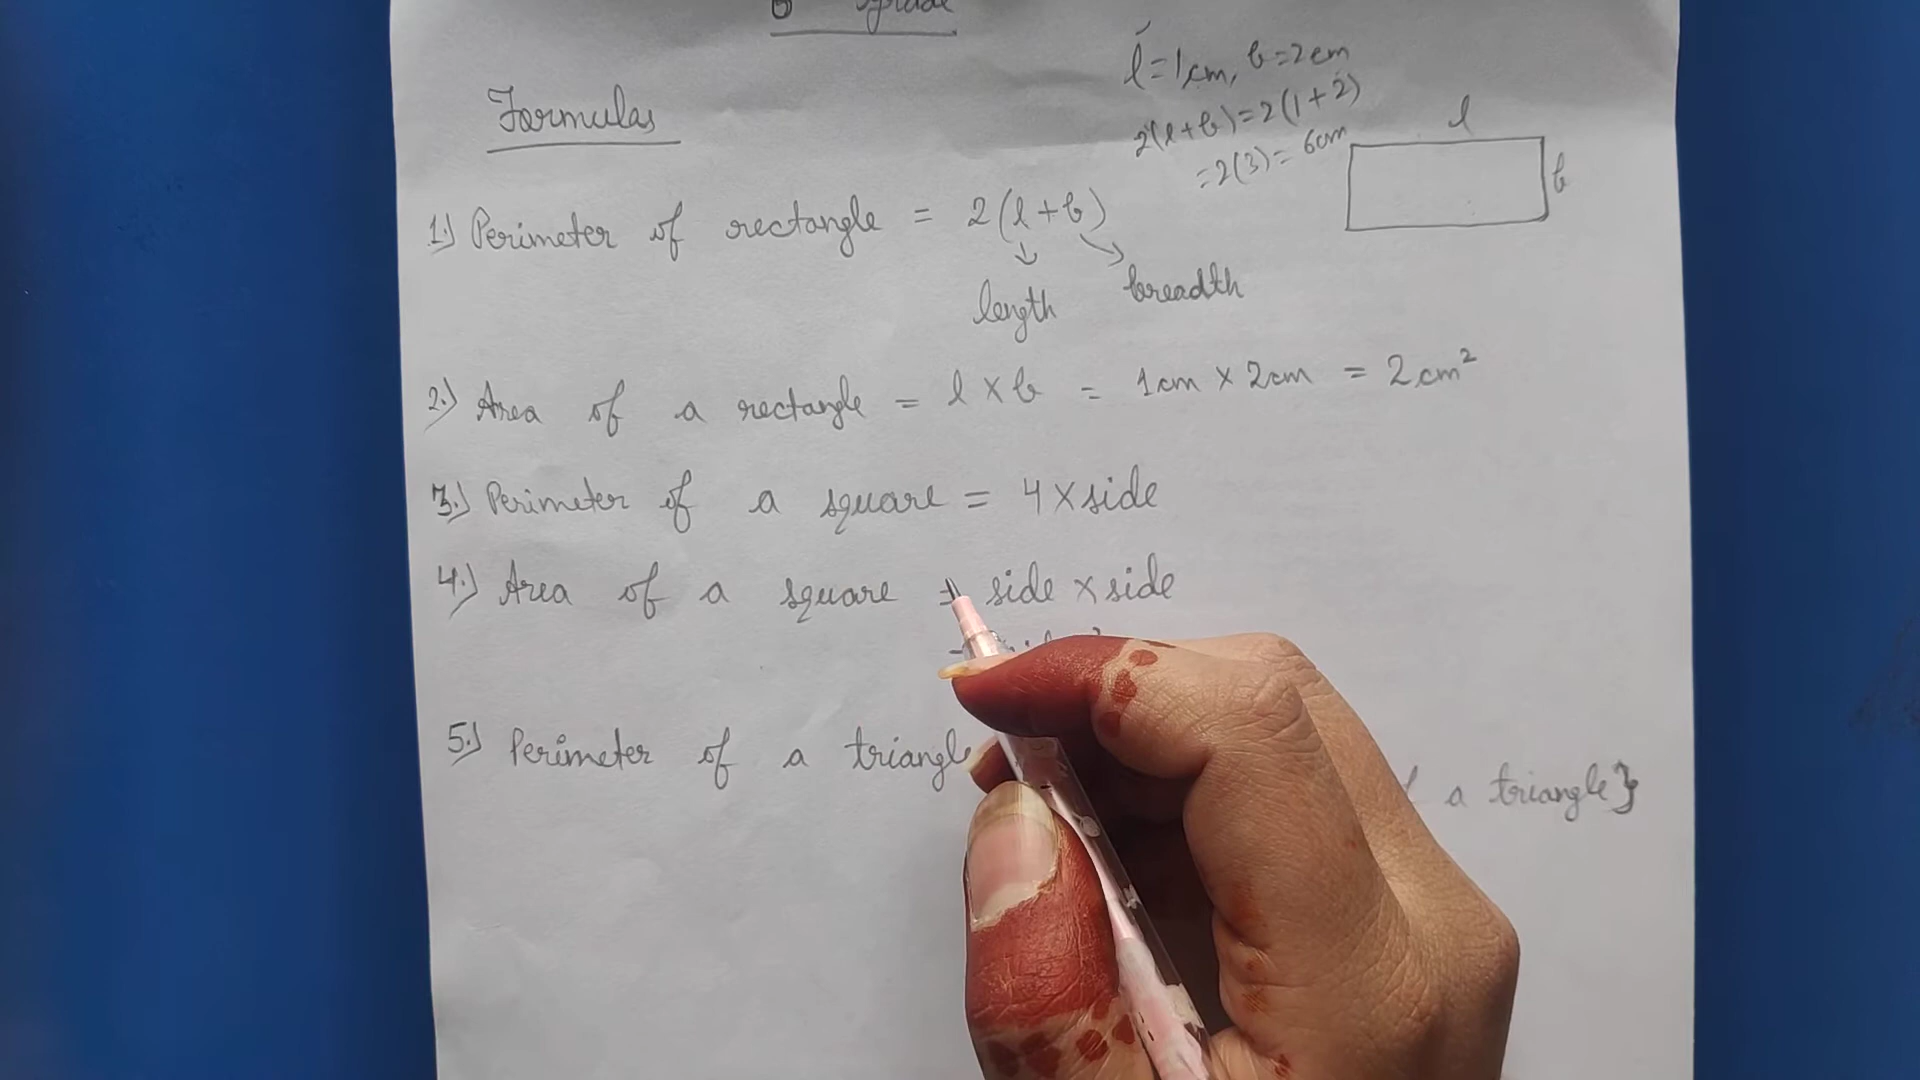 Formulas
l=1cm, b=2cm
2(l+b)=2(1+2)
=2(3)=6cm
l
b
1.) Perimeter of rectangle = 2(l+b)
length breadth
2.) Area of a rectangle = l×b = 1cm × 2cm = 2cm²
3.) Perimeter of a square = 4×side
4.) Area of a square = side × side
5.) Perimeter of a triangle a triangle}